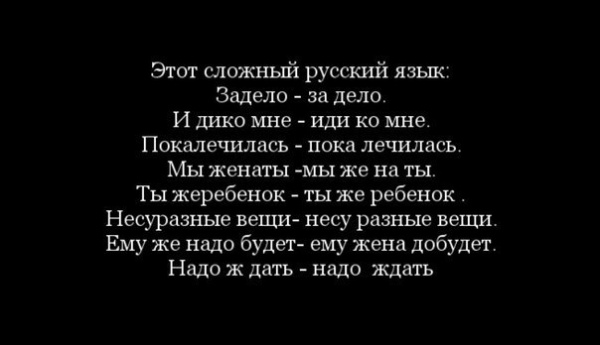 Этот сложный русский язык:
Задело - за дело.
И дико мне - иди ко мне.
Покалечилась - пока лечилась.
Мы женаты -мы же на ты.
Ты жеребенок - ты же ребенок .
Несуразные вещи- несу разные вещи.
Ему же надо будет- ему жена добудет.
Надо ж дать - надо  ждать